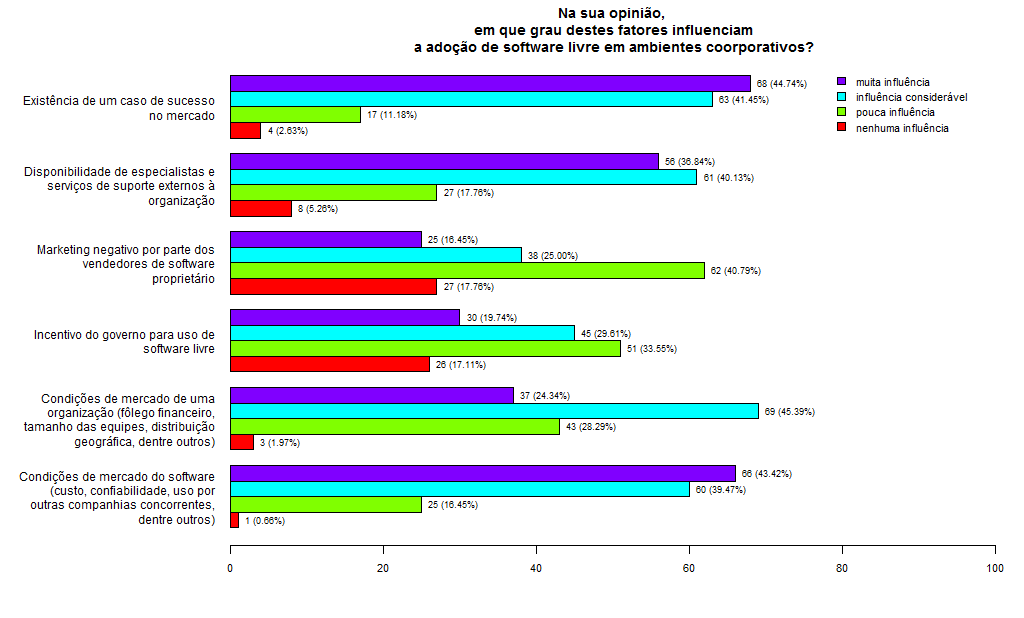 Na sua opinião,
em que grau destes fatores influenciam
a adoção de software livre em ambientes coorporativos?
muita influência
influência considerável
pouca influência
nenhuma influência
Existência de um caso de sucesso
no mercado
68 (44.74%)
63 (41.45%)
17 (11.18%)
4 (2.63%)
Disponibilidade de especialistas e
serviços de suporte externos à
organização
56 (36.84%)
61 (40.13%)
27 (17.76%)
8 (5.26%)
Marketing negativo por parte dos
vendedores de software
proprietário
25 (16.45%)
38 (25.00%)
62 (40.79%)
27 (17.76%)
Incentivo do governo para uso de
software livre
30 (19.74%)
45 (29.61%)
51 (33.55%)
26 (17.11%)
Condições de mercado de uma
organização (fôlego financeiro,
tamanho das equipes, distribuição
geográfica, dentre outros)
37 (24.34%)
69 (45.39%)
43 (28.29%)
3 (1.97%)
Condições de mercado do software
(custo, confiabilidade, uso por
outras companhias concorrentes,
dentre outros)
66 (43.42%)
60 (39.47%)
25 (16.45%)
1 (0.66%)
0 20 40 60 80 100